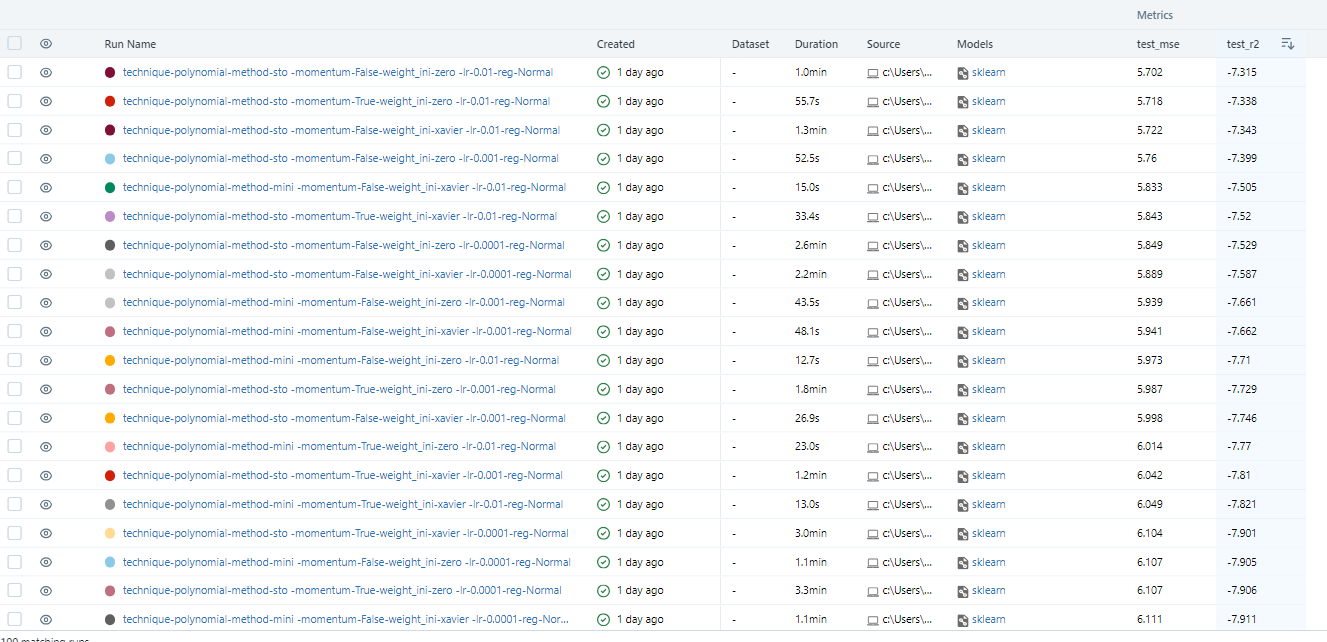 Metrics
Run Name Created Dataset Duration Source Models test_mse test_r2
technique-polynomial-method-sto -momentum-False-weight_ini-zero -lr-0.01-reg-Normal 1 day ago - 1.0min c:\Users\... sklearn 5.702 -7.315
technique-polynomial-method-sto -momentum-True-weight_ini-zero -lr-0.01-reg-Normal 1 day ago - 55.7s c:\Users\... sklearn 5.718 -7.338
technique-polynomial-method-sto -momentum-False-weight_ini-xavier -lr-0.01-reg-Normal 1 day ago - 1.3min c:\Users\... sklearn 5.722 -7.343
technique-polynomial-method-sto -momentum-False-weight_ini-zero -lr-0.001-reg-Normal 1 day ago - 52.5s c:\Users\... sklearn 5.76 -7.399
technique-polynomial-method-mini -momentum-False-weight_ini-xavier -lr-0.01-reg-Normal 1 day ago - 15.0s c:\Users\... sklearn 5.833 -7.505
technique-polynomial-method-sto -momentum-True-weight_ini-xavier -lr-0.01-reg-Normal 1 day ago - 33.4s c:\Users\... sklearn 5.843 -7.52
technique-polynomial-method-sto -momentum-False-weight_ini-zero -lr-0.0001-reg-Normal 1 day ago - 2.6min c:\Users\... sklearn 5.849 -7.529
technique-polynomial-method-sto -momentum-False-weight_ini-xavier -lr-0.0001-reg-Normal 1 day ago - 2.2min c:\Users\... sklearn 5.889 -7.587
technique-polynomial-method-mini -momentum-False-weight_ini-zero -lr-0.001-reg-Normal 1 day ago - 43.5s c:\Users\... sklearn 5.939 -7.661
technique-polynomial-method-mini -momentum-False-weight_ini-xavier -lr-0.001-reg-Normal 1 day ago - 48.1s c:\Users\... sklearn 5.941 -7.662
technique-polynomial-method-mini -momentum-False-weight_ini-zero -lr-0.01-reg-Normal 1 day ago - 12.7s c:\Users\... sklearn 5.973 -7.71
technique-polynomial-method-sto -momentum-True-weight_ini-zero -lr-0.001-reg-Normal 1 day ago - 1.8min c:\Users\... sklearn 5.987 -7.729
technique-polynomial-method-sto -momentum-False-weight_ini-xavier -lr-0.001-reg-Normal 1 day ago - 26.9s c:\Users\... sklearn 5.998 -7.746
technique-polynomial-method-mini -momentum-True-weight_ini-zero -lr-0.01-reg-Normal 1 day ago - 23.0s c:\Users\... sklearn 6.014 -7.77
technique-polynomial-method-sto -momentum-True-weight_ini-xavier -lr-0.001-reg-Normal 1 day ago - 1.2min c:\Users\... sklearn 6.042 -7.81
technique-polynomial-method-mini -momentum-True-weight_ini-xavier -lr-0.01-reg-Normal 1 day ago - 13.0s c:\Users\... sklearn 6.049 -7.821
technique-polynomial-method-sto -momentum-True-weight_ini-xavier -lr-0.0001-reg-Normal 1 day ago - 3.0min c:\Users\... sklearn 6.104 -7.901
technique-polynomial-method-mini -momentum-False-weight_ini-zero -lr-0.0001-reg-Normal 1 day ago - 1.1min c:\Users\... sklearn 6.107 -7.905
technique-polynomial-method-sto -momentum-True-weight_ini-zero -lr-0.0001-reg-Normal 1 day ago - 3.3min c:\Users\... sklearn 6.107 -7.906
technique-polynomial-method-mini -momentum-False-weight_ini-xavier -lr-0.0001-reg-Nor... 1 day ago - 1.1min c:\Users\... sklearn 6.111 -7.911
100 matching runs